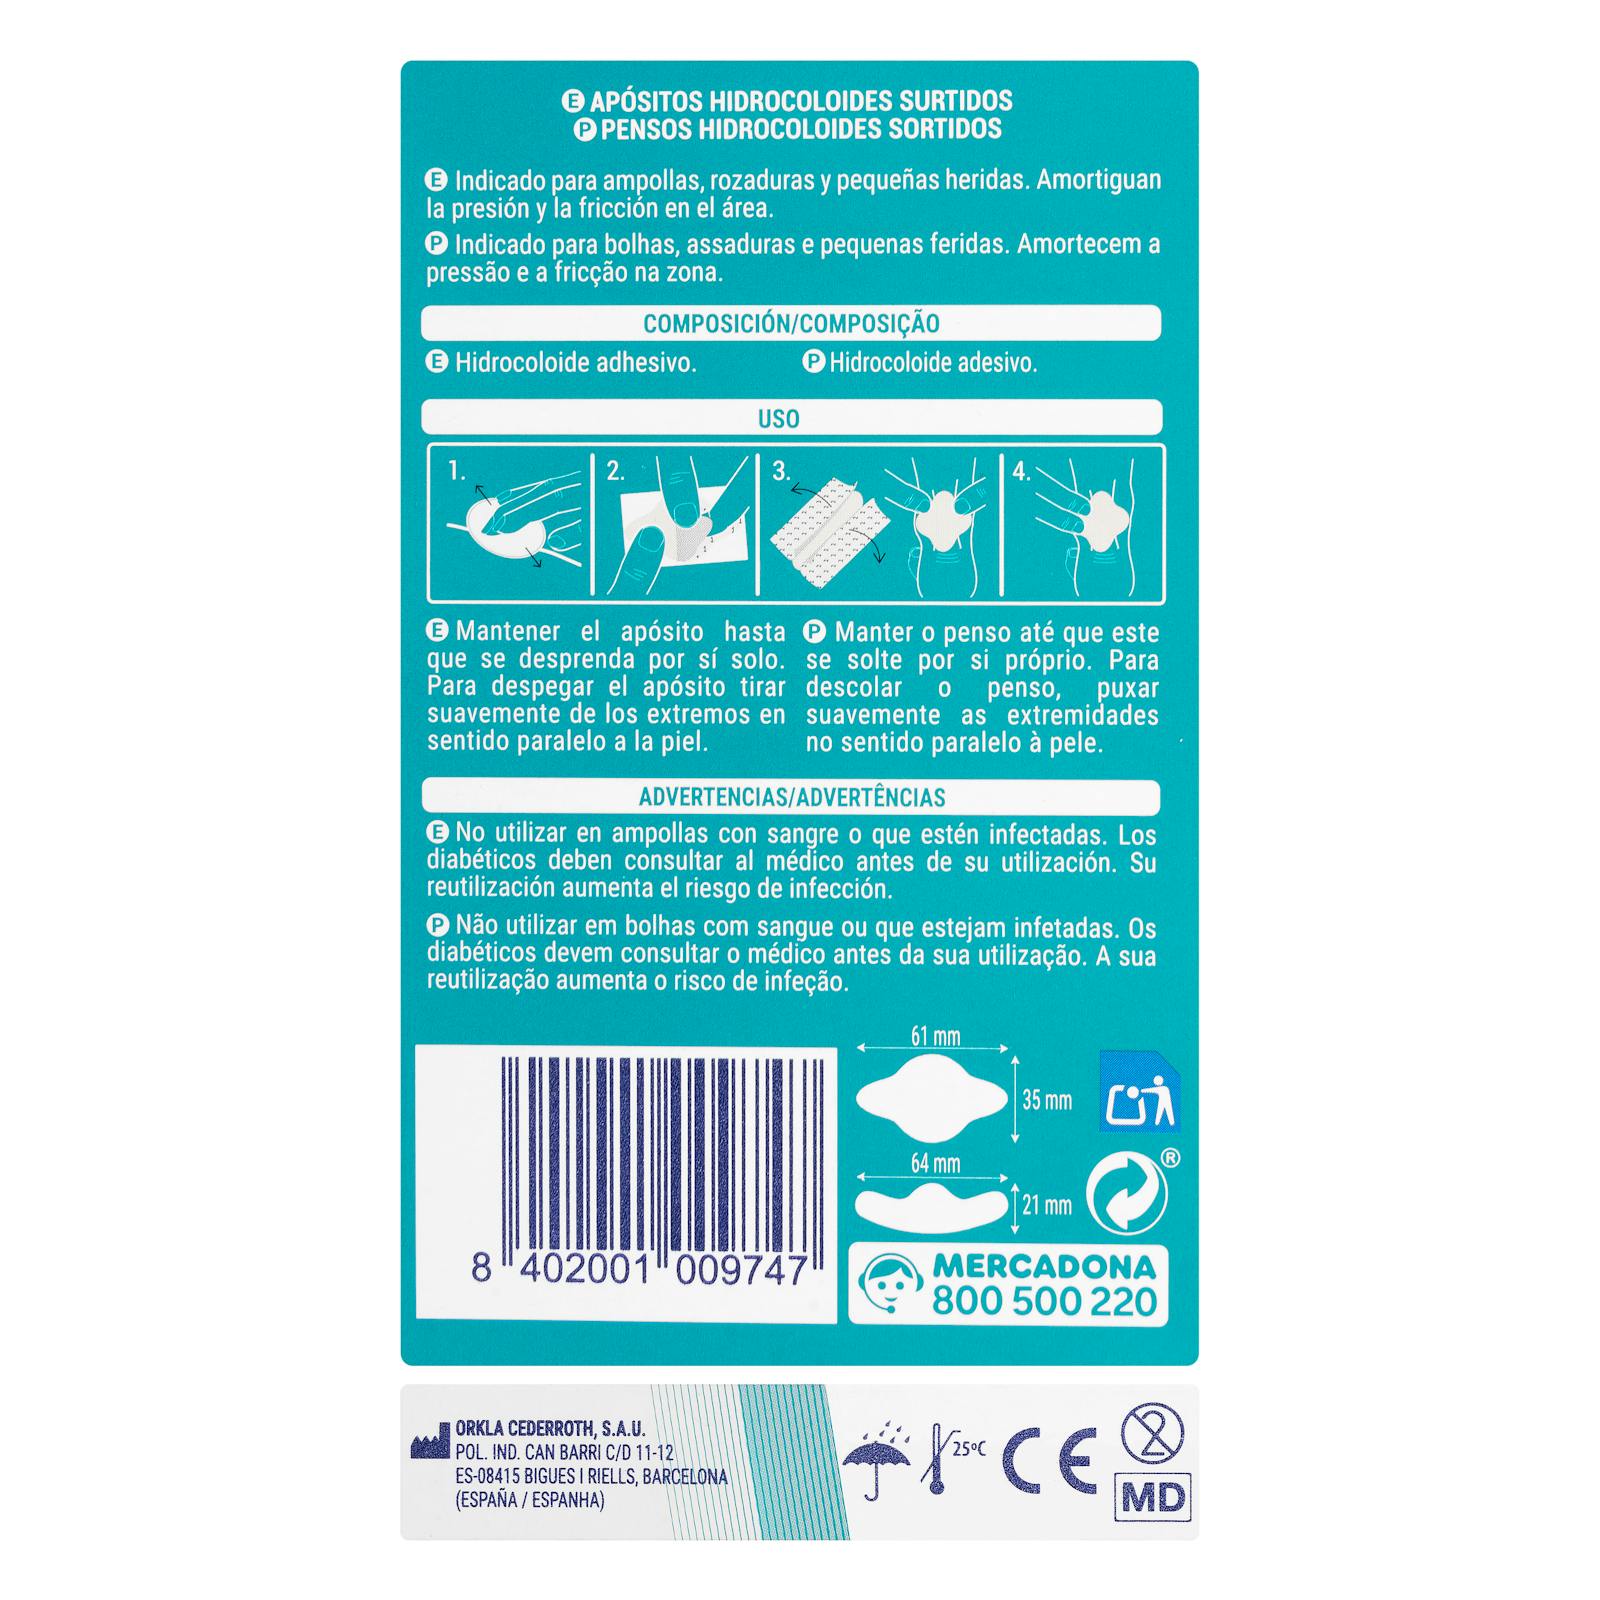 E APÓSITOS HIDROCOLOIDES SURTIDOS
P PENSOS HIDROCOLOIDES SORTIDOS
E Indicado para ampollas, rozaduras y pequeñas heridas. Amortiguan
la presión y la fricción en el área.
P Indicado para bolhas, assaduras e pequenas feridas. Amortecem a
pressão e a fricção na zona.
COMPOSICIÓN/COMPOSIÇÃO
E Hidrocoloide adhesivo.
P Hidrocoloide adesivo.
USO
1.
2.
3.
4.
E Mantener el apósito hasta
que se desprenda por sí solo.
Para despegar el apósito tirar
suavemente de los extremos en
sentido paralelo a la piel.
P Manter o penso até que este
se solte por si próprio. Para
descolar o penso, puxar
suavemente as extremidades
no sentido paralelo à pele.
ADVERTENCIAS/ADVERTÊNCIAS
E No utilizar en ampollas con sangre o que estén infectadas. Los
diabéticos deben consultar al médico antes de su utilización. Su
reutilización aumenta el riesgo de infección.
P Não utilizar em bolhas com sangue ou que estejam infetadas. Os
diabéticos devem consultar o médico antes da sua utilização. A sua
reutilização aumenta o risco de infeção.
61 mm
35 mm
64 mm
21 mm
®
8 402001 009747
MERCADONA
800 500 220
ORKLA CEDERROTH, S.A.U.
POL. IND. CAN BARRI C/D 11-12
ES-08415 BIGUES I RIELLS, BARCELONA
(ESPAÑA / ESPANHA)
25ºC
CE
2
MD